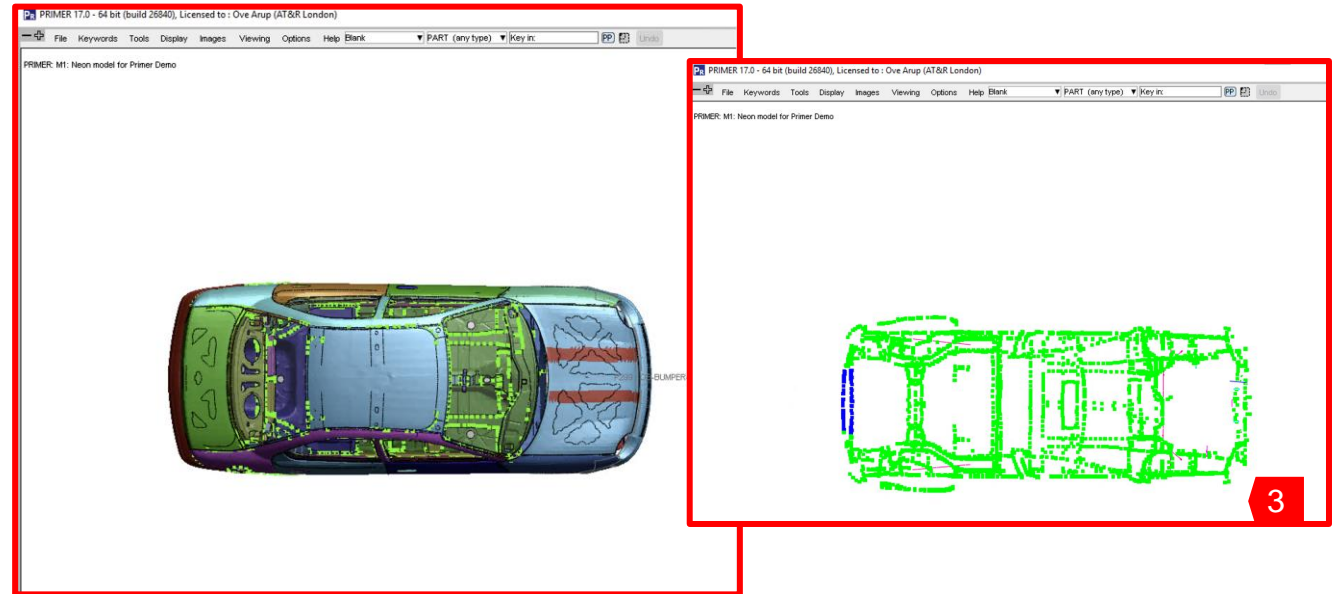 PRIMER 17.0 - 64 bit (build 26840), Licensed to : Ove Arup (AT&R London)
File Keywords Tools Display Images Viewing Options Help Blank ▼ PART (any type) ▼ Key in: PP Undo
PRIMER: M1: Neon model for Primer Demo
-BUMPER
PRIMER 17.0 - 64 bit (build 26840), Licensed to : Ove Arup (AT&R London)
File Keywords Tools Display Images Viewing Options Help Blank ▼ PART (any type) ▼ Key in: PP Undo
PRIMER: M1: Neon model for Primer Demo
3